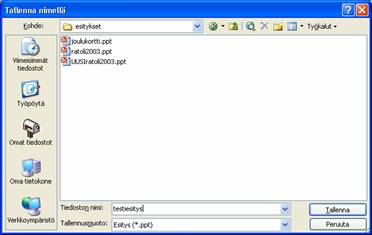 Tallenna nimellä
Kohde: esitykset Työkalut
joulukortti.ppt
ratoli2003.ppt
UUSIratoli2003.ppt
Viimeisimmät
tiedostot
Työpöytä
Omat tiedostot
Oma tietokone
Verkkoympäristö
Tiedoston nimi: testiesitys Tallenna
Tallennusmuoto: Esitys (*.ppt) Peruuta